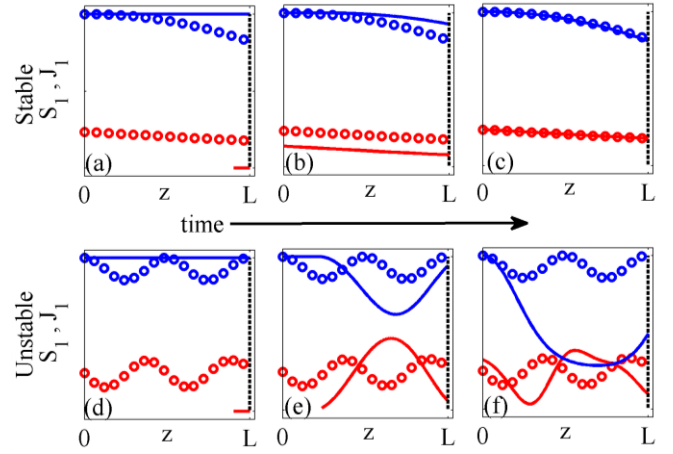 Stable
S₁ , J₁
(a)
(b)
(c)
0 z L
0 z L
0 z L
time
Unstable
S₁ , J₁
(d)
(e)
(f)
0 z L
0 z L
0 z L